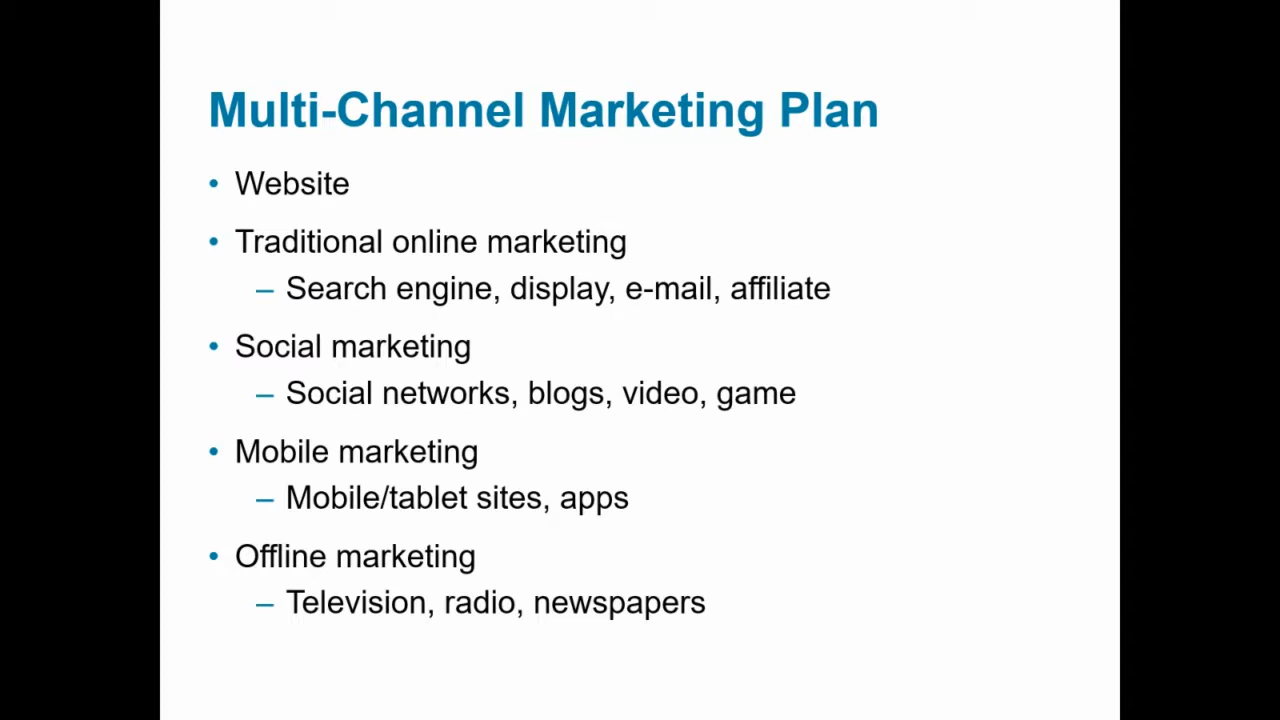 Multi-Channel Marketing Plan
• Website
• Traditional online marketing
– Search engine, display, e-mail, affiliate
• Social marketing
– Social networks, blogs, video, game
• Mobile marketing
– Mobile/tablet sites, apps
• Offline marketing
– Television, radio, newspapers